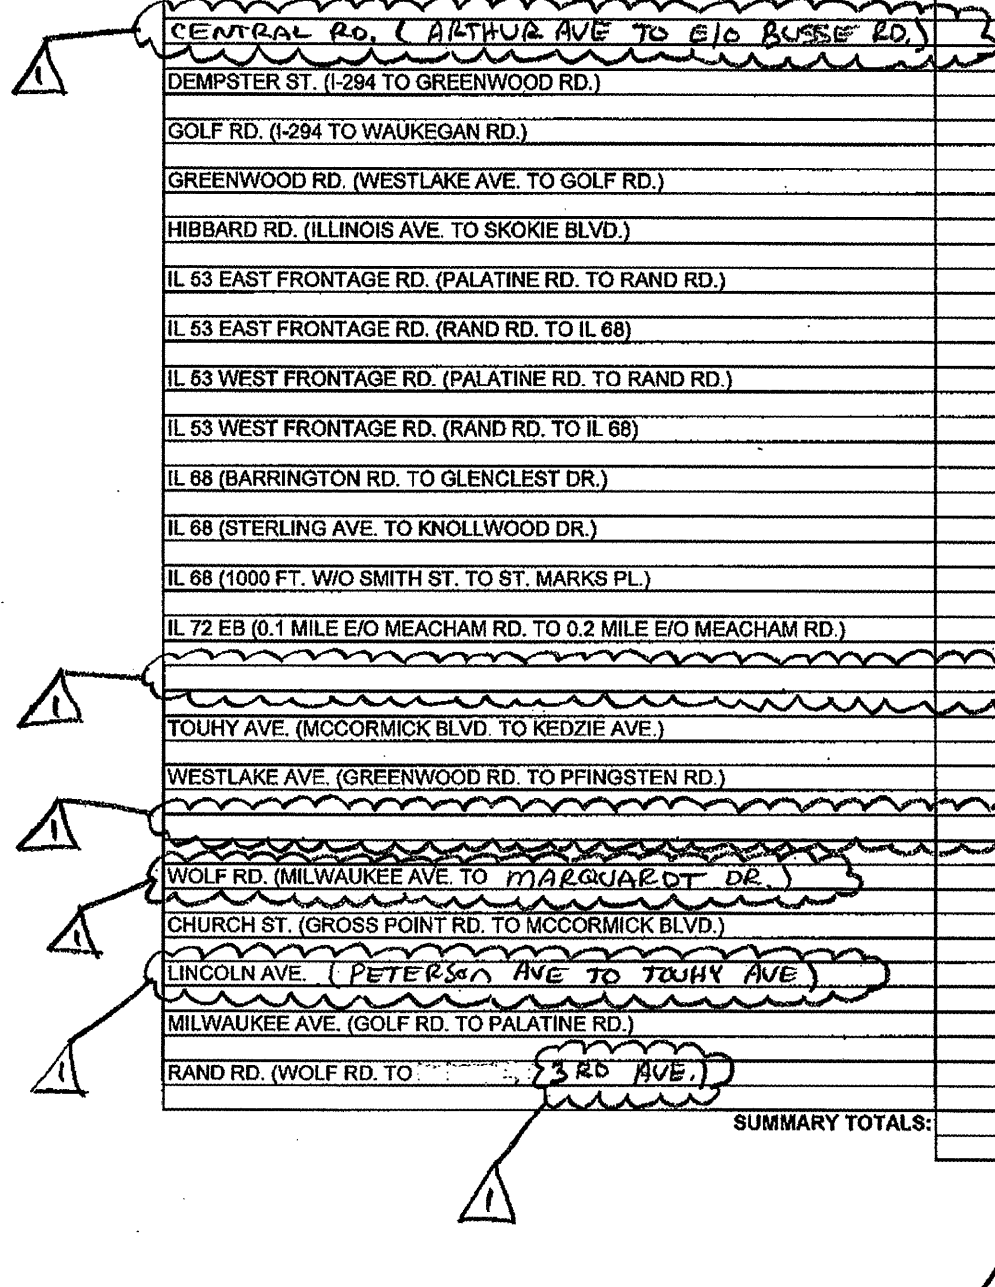 CENTRAL RD. ( ARTHUR AVE TO E/O BUSSE RD.)
1
DEMPSTER ST. (I-294 TO GREENWOOD RD.)
GOLF RD. (I-294 TO WAUKEGAN RD.)
GREENWOOD RD. (WESTLAKE AVE. TO GOLF RD.)
HIBBARD RD. (ILLINOIS AVE. TO SKOKIE BLVD.)
IL 53 EAST FRONTAGE RD. (PALATINE RD. TO RAND RD.)
IL 53 EAST FRONTAGE RD. (RAND RD. TO IL 68)
IL 53 WEST FRONTAGE RD. (PALATINE RD. TO RAND RD.)
IL 53 WEST FRONTAGE RD. (RAND RD. TO IL 68)
IL 68 (BARRINGTON RD. TO GLENCLEST DR.)
IL 68 (STERLING AVE. TO KNOLLWOOD DR.)
IL 68 (1000 FT. W/O SMITH ST. TO ST. MARKS PL.)
IL 72 EB (0.1 MILE E/O MEACHAM RD. TO 0.2 MILE E/O MEACHAM RD.)
1
TOUHY AVE. (MCCORMICK BLVD. TO KEDZIE AVE.)
WESTLAKE AVE. (GREENWOOD RD. TO PFINGSTEN RD.)
1
WOLF RD. (MILWAUKEE AVE. TO MARQUARDT DR.)
1
CHURCH ST. (GROSS POINT RD. TO MCCORMICK BLVD.)
LINCOLN AVE. (PETERSON AVE TO TOUHY AVE)
MILWAUKEE AVE. (GOLF RD. TO PALATINE RD.)
1
RAND RD. (WOLF RD. TO 3RD AVE.)
SUMMARY TOTALS:
1